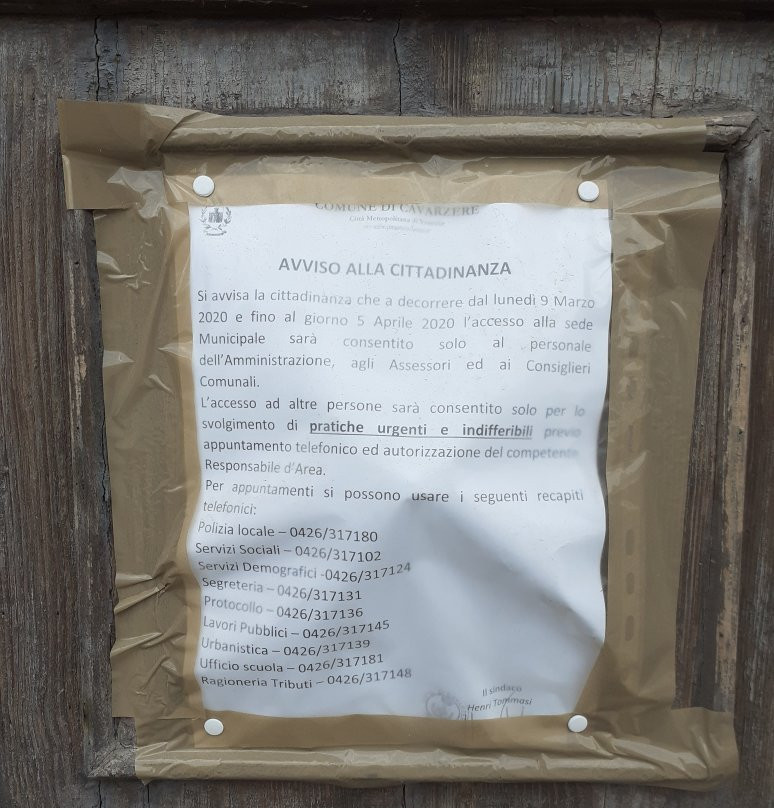 COMUNE DI CAVARZERE
Città Metropolitana di Venezia
AVVISO ALLA CITTADINANZA
Si avvisa la cittadinanza che a decorrere dal lunedì 9 Marzo
2020 e fino al giorno 5 Aprile 2020 l'accesso alla sede
Municipale sarà consentito solo al personale
dell'Amministrazione, agli Assessori ed ai Consiglieri
Comunali.
L'accesso ad altre persone sarà consentito solo per lo
svolgimento di pratiche urgenti e indifferibili previo
appuntamento telefonico ed autorizzazione del competente
Responsabile d'Area.
Per appuntamenti si possono usare i seguenti recapiti
telefonici:
Polizia locale – 0426/317180
Servizi Sociali – 0426/317102
Servizi Demografici -0426/317124
Segreteria – 0426/317131
Protocollo – 0426/317136
Lavori Pubblici – 0426/317145
Urbanistica – 0426/317139
Ufficio scuola – 0426/317181
Ragioneria Tributi – 0426/317148
Il sindaco
Henri Tommasi